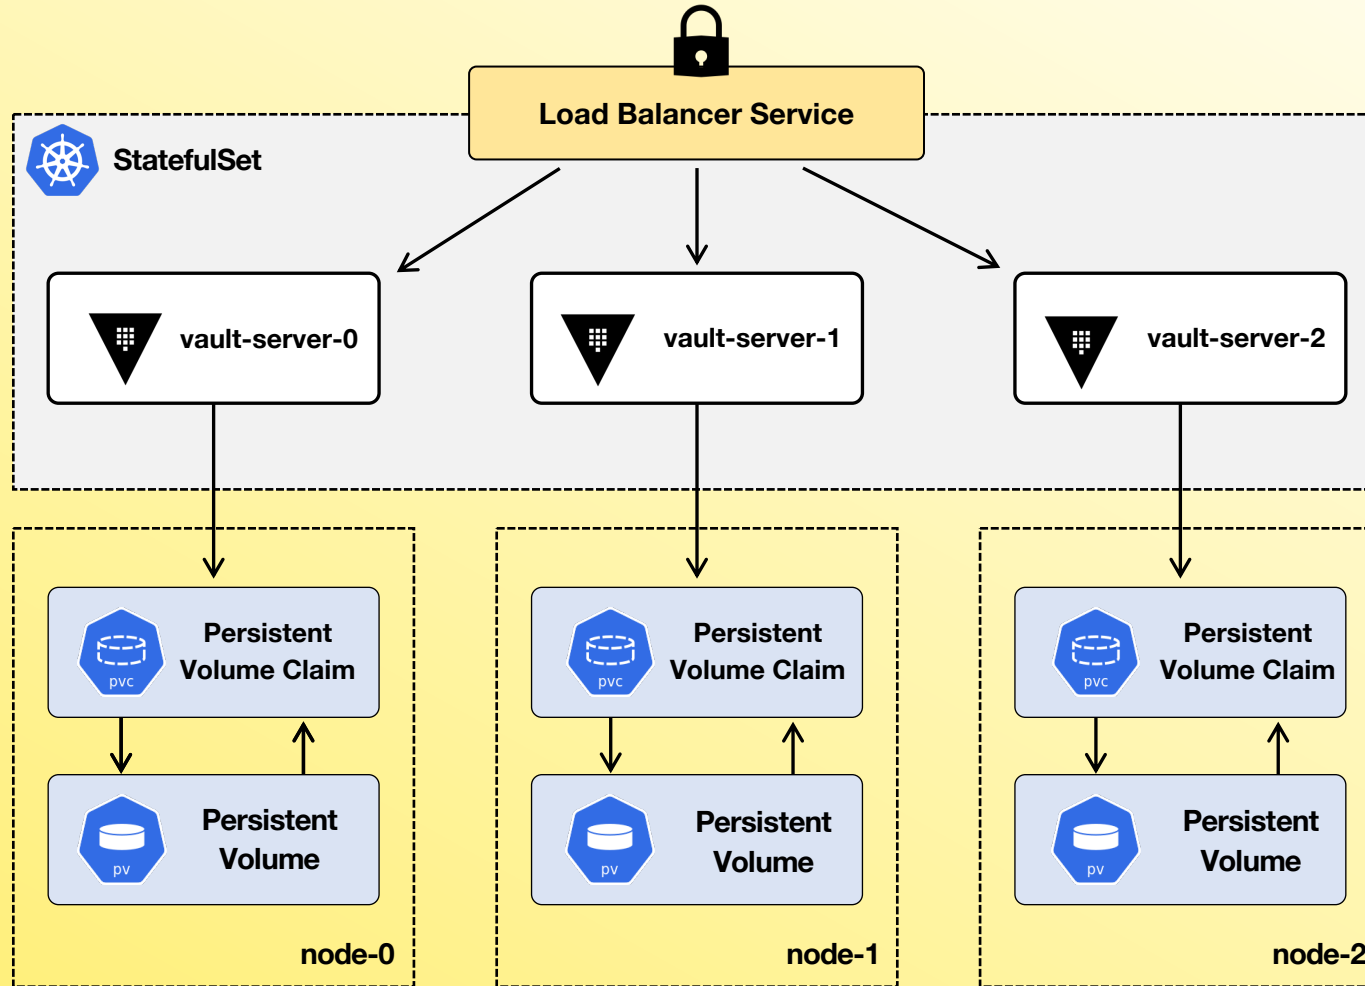 Load Balancer Service
StatefulSet
vault-server-0
vault-server-1
vault-server-2
Persistent
Volume Claim
pvc
Persistent
Volume Claim
pvc
Persistent
Volume Claim
pvc
Persistent
Volume
pv
Persistent
Volume
pv
Persistent
Volume
pv
node-0
node-1
node-2